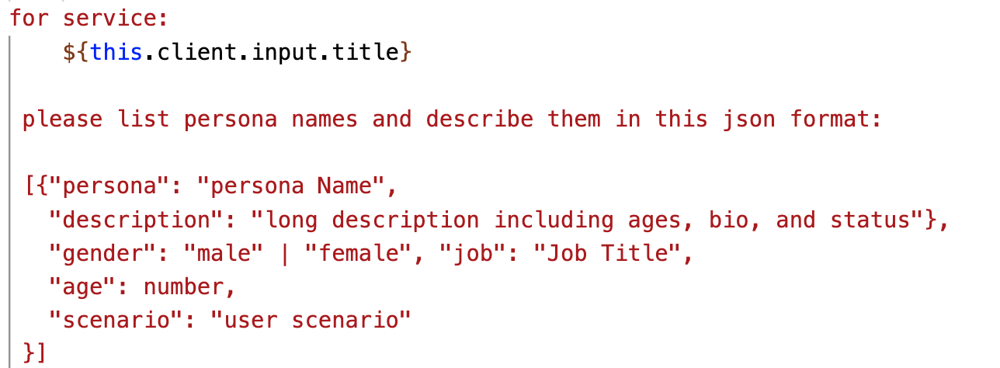 for service:
${this.client.input.title}
please list persona names and describe them in this json format:
[{"persona": "persona Name",
"description": "long description including ages, bio, and status"},
"gender": "male" | "female", "job": "Job Title",
"age": number,
"scenario": "user scenario"
}]